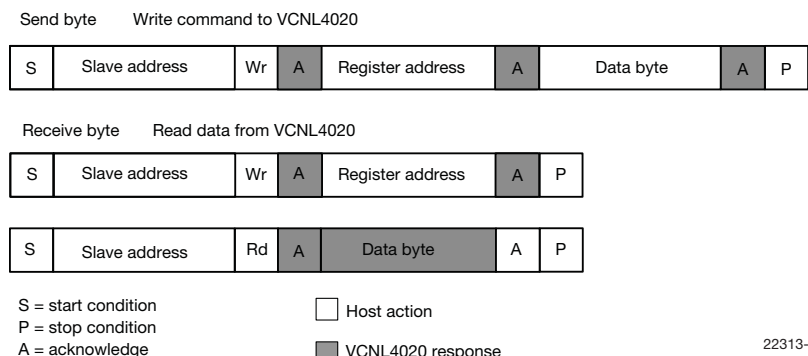 Send byte Write command to VCNL4020
S Slave address Wr A Register address A Data byte A P
Receive byte Read data from VCNL4020
S Slave address Wr A Register address A P
S Slave address Rd A Data byte A P
S = start condition
P = stop condition
A = acknowledge
Host action
VCNL4020 response
22313-